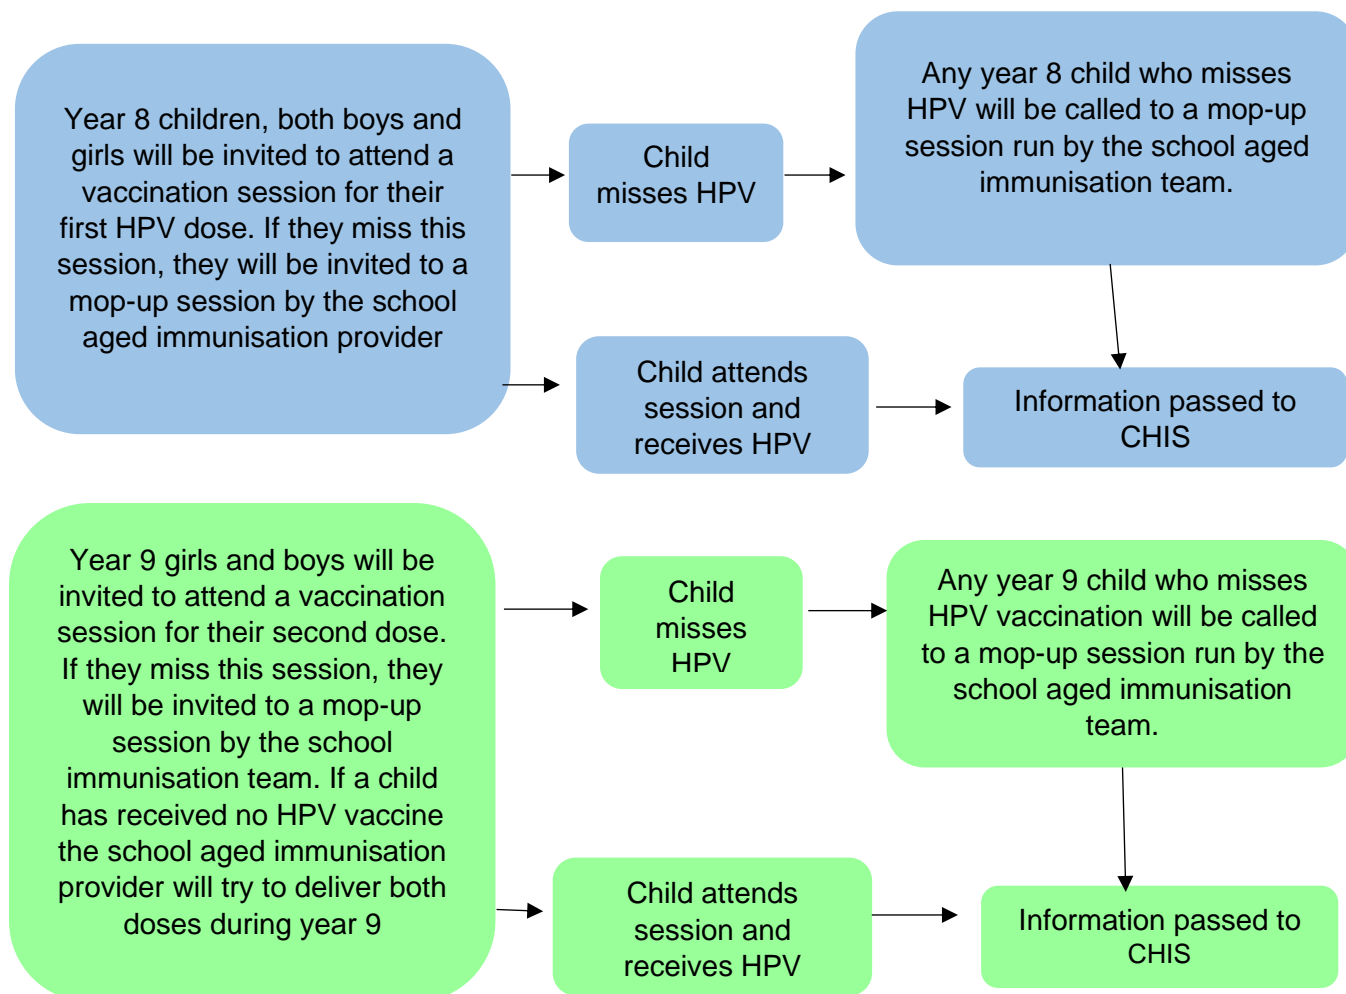 Year 8 children, both boys and
girls will be invited to attend a
vaccination session for their
first HPV dose. If they miss this
session, they will be invited to a
mop-up session by the school
aged immunisation provider
Child
misses HPV
Any year 8 child who misses
HPV will be called to a mop-up
session run by the school aged
immunisation team.
Child attends
session and
receives HPV
Information passed to
CHIS
Year 9 girls and boys will be
invited to attend a vaccination
session for their second dose.
If they miss this session, they
will be invited to a mop-up
session by the school
immunisation team. If a child
has received no HPV vaccine
the school aged immunisation
provider will try to deliver both
doses during year 9
Child
misses
HPV
Any year 9 child who misses
HPV vaccination will be called
to a mop-up session run by the
school aged immunisation
team.
Child attends
session and
receives HPV
Information passed to
CHIS